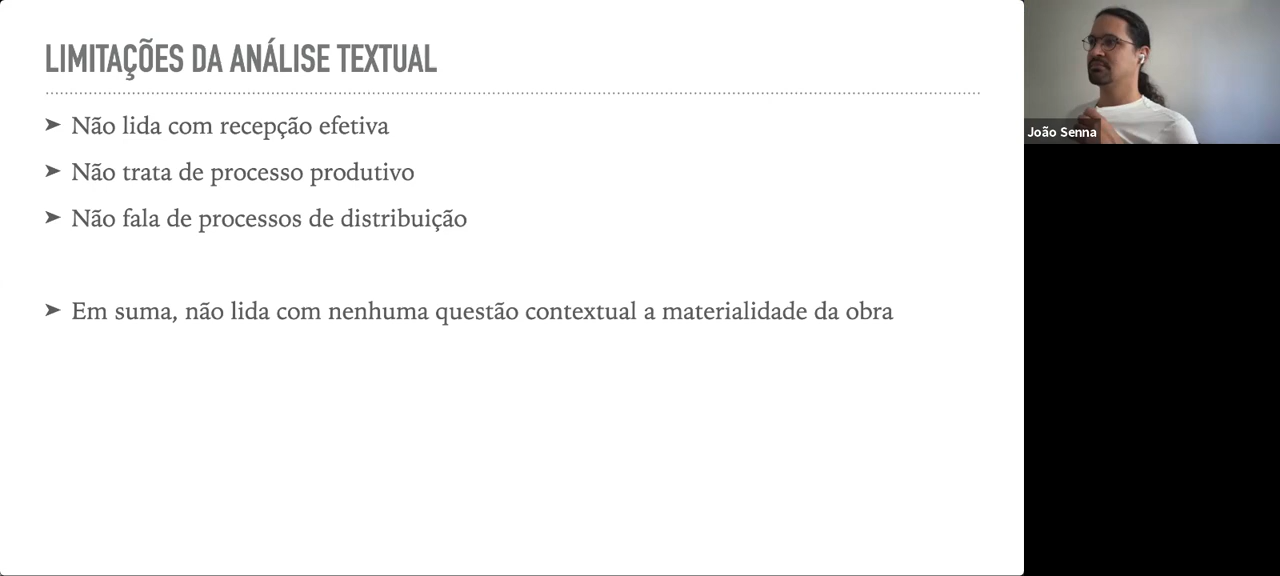 LIMITAÇÕES DA ANÁLISE TEXTUAL
➤ Não lida com recepção efetiva
➤ Não trata de processo produtivo
➤ Não fala de processos de distribuição
➤ Em suma, não lida com nenhuma questão contextual a materialidade da obra
João Senna